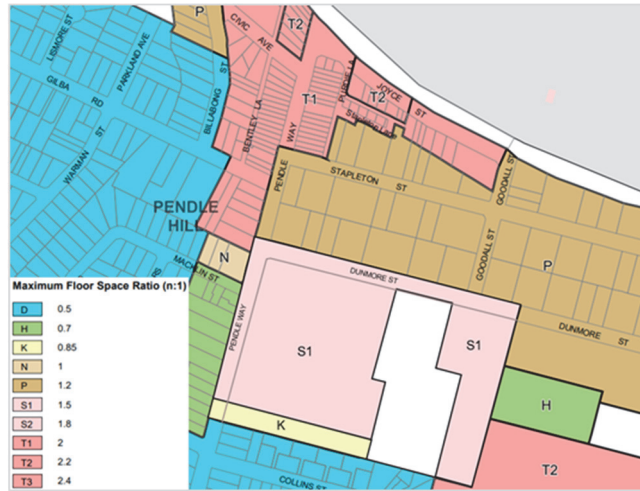 P
CIVIC AVE
T2
LISMORE ST
PARKLAND AVE
GILBA RD
BILLABONG ST
BENTLEY LA
T1
WAY
PURDIE LA
JOYCE ST
T2
WARMAN ST
PENDLE
STAPLETON ST
GOODALL ST
PENDLE HILL
N
MACKLIN ST
GOODALL ST
P
DUNMORE ST
DUNMORE ST
PENDLE WAY
S1
S1
H
K
T2
COLLINS ST
Maximum Floor Space Ratio (n:1)
D 0.5
H 0.7
K 0.85
N 1
P 1.2
S1 1.5
S2 1.8
T1 2
T2 2.2
T3 2.4